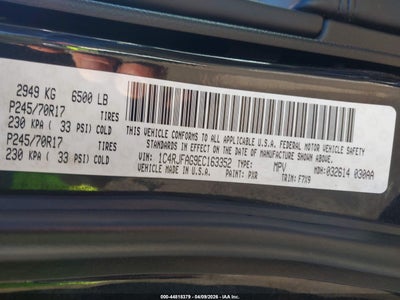 2949 KG 6500 LB
P245/70R17 TIRES
230 KPA ( 33 PSI) COLD
P245/70R17 TIRES
230 KPA ( 33 PSI) COLD
THIS VEHICLE CONFORMS TO ALL APPLICABLE
U.S.A. FEDERAL MOTOR VEHICLE SAFETY
STANDARDS IN EFFECT ON THE DATE OF
MANUFACTURE SHOWN ABOVE.
VIN: 1C4RJFAG9EC163352 TYPE: MPV MDH: 032614 030AA
VEHICLE MADE IN U.S.A. PAINT: PXR TRIM: F7X9
000-44818379 - 04/09/2026 - IAA, Inc.